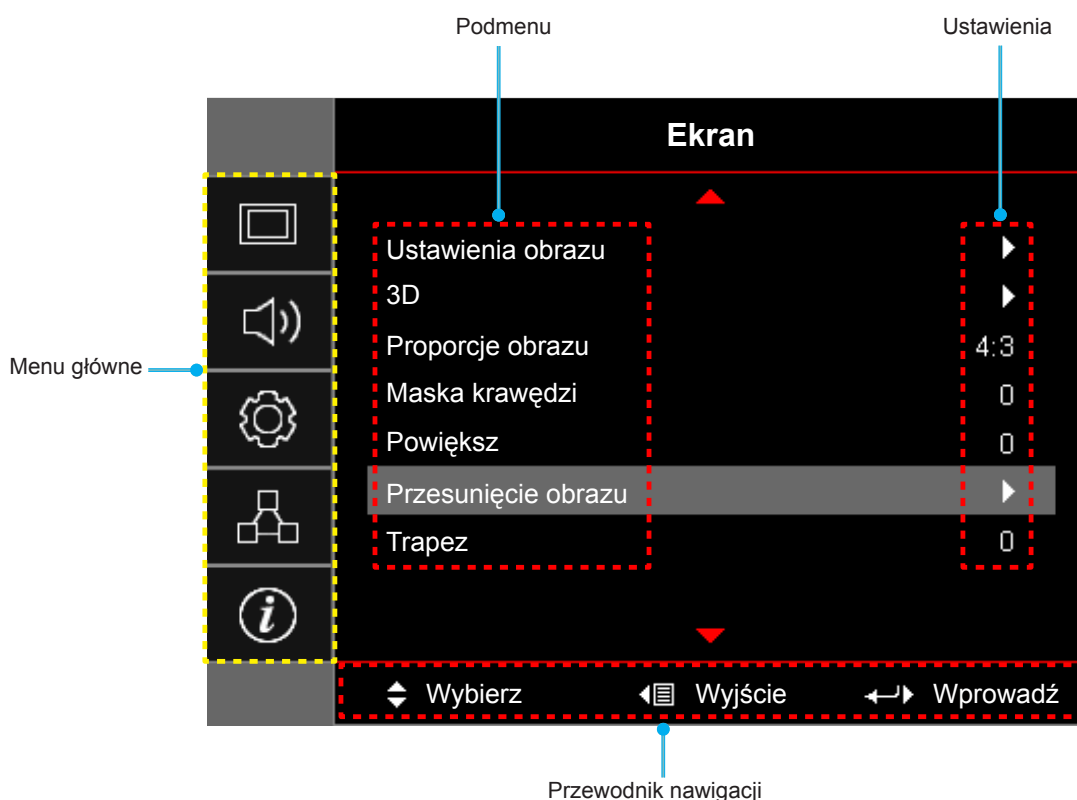 Podmenu
Ustawienia
Ekran
Ustawienia obrazu
3D
Proporcje obrazu 4:3
Maska krawędzi 0
Powiększ 0
Przesunięcie obrazu
Trapez 0
Menu główne
Wybierz Wyjście Wprowadź
Przewodnik nawigacji